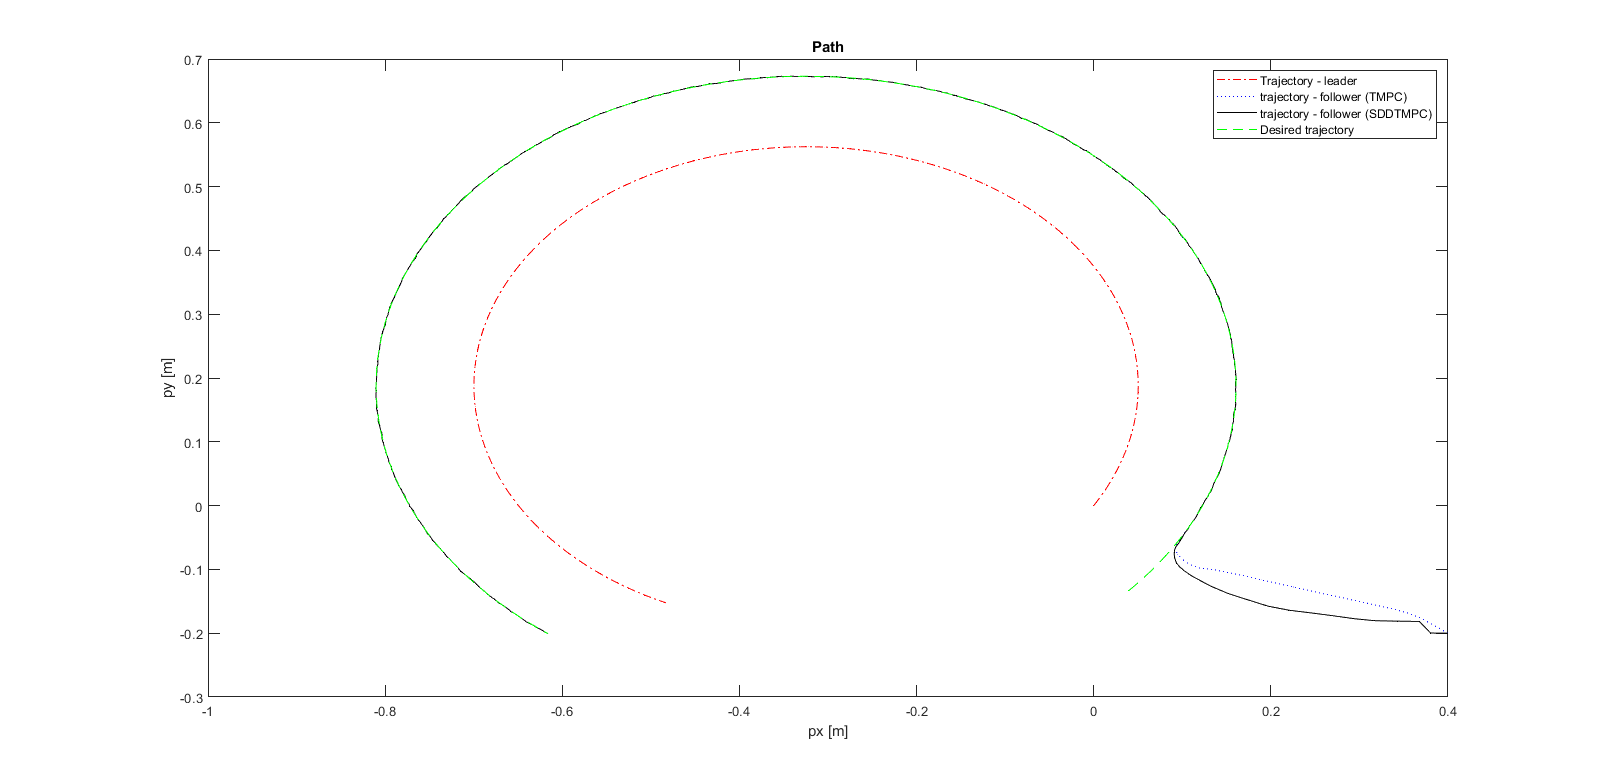 Path
Trajectory - leader
trajectory - follower (TMPC)
trajectory - follower (SDDTMPC)
Desired trajectory
0.7
0.6
0.5
0.4
0.3
0.2
0.1
0
-0.1
-0.2
-0.3
py [m]
-1
-0.8
-0.6
-0.4
-0.2
0
0.2
0.4
px [m]